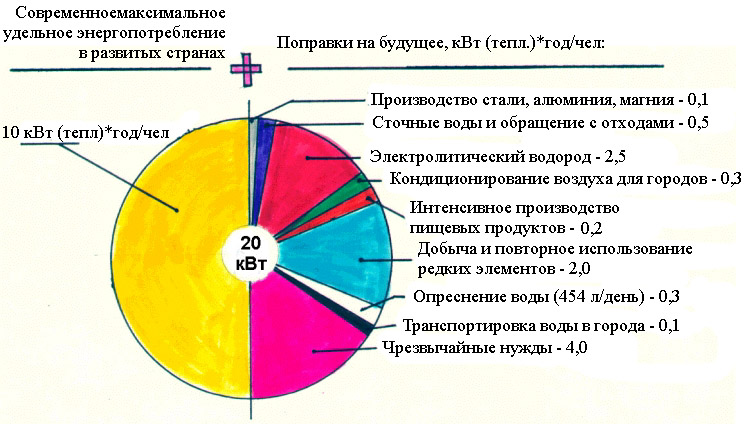 Современноемаксимальное
удельное энергопотребление
в развитых странах
Поправки на будущее, кВт (тепл.)*год/чел:
10 кВт (тепл)*год/чел
20
кВт
Производство стали, алюминия, магния - 0,1
Сточные воды и обращение с отходами - 0,5
Электролитический водород - 2,5
Кондиционирование воздуха для городов - 0,3
Интенсивное производство
пищевых продуктов - 0,2
Добыча и повторное использование
редких элементов - 2,0
Опреснение воды (454 л/день) - 0,3
Транспортировка воды в города - 0,1
Чрезвычайные нужды - 4,0